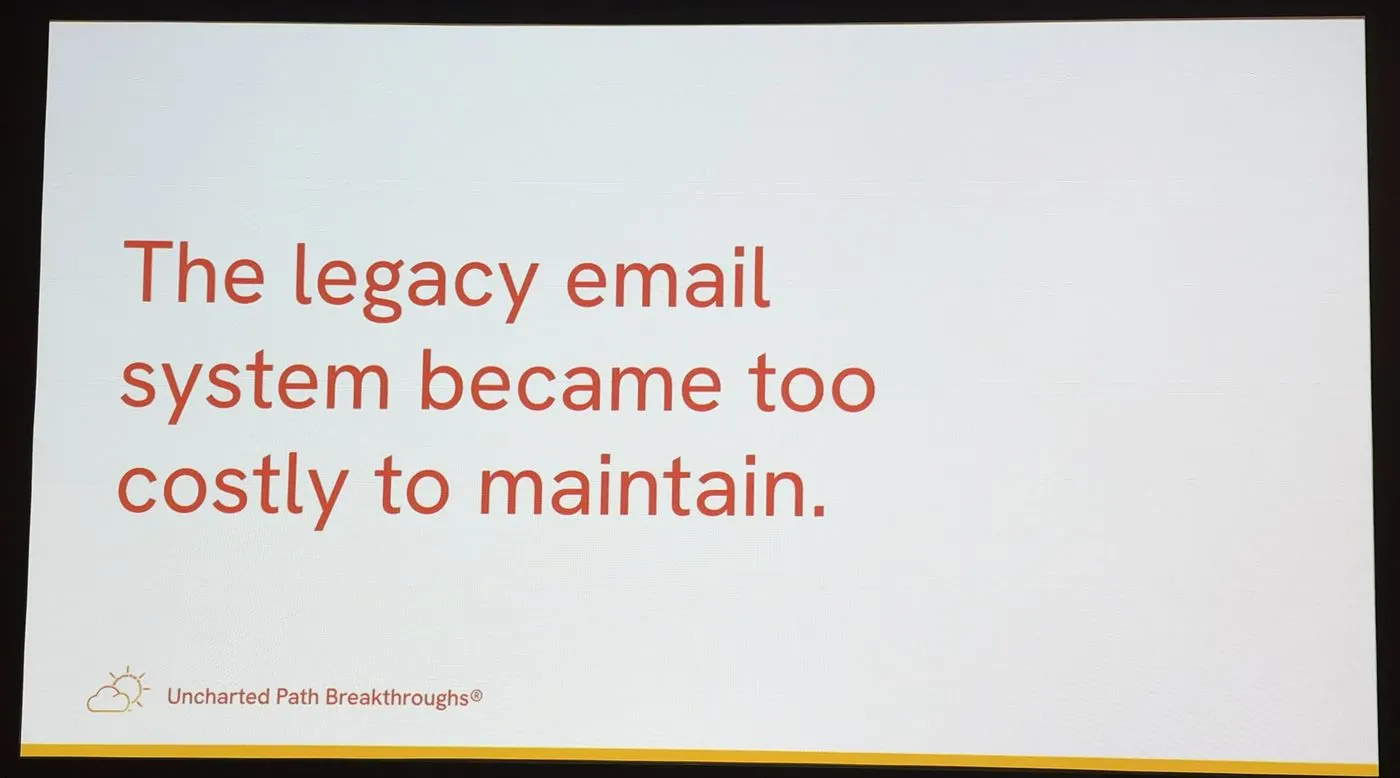 The legacy email
system became too
costly to maintain.
Uncharted Path Breakthroughs®